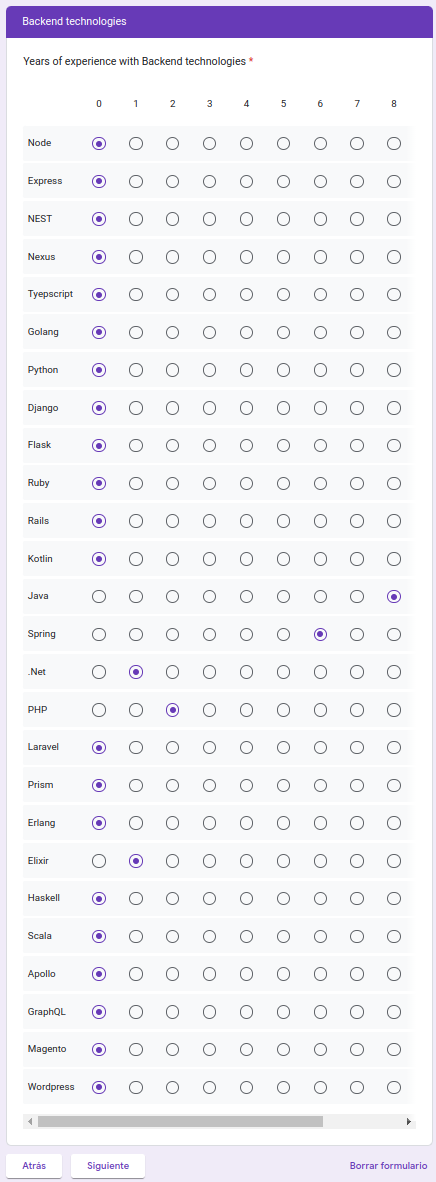 Backend technologies
Years of experience with Backend technologies *
0 1 2 3 4 5 6 7 8
Node
Express
NEST
Nexus
Tyepscript
Golang
Python
Django
Flask
Ruby
Rails
Kotlin
Java
Spring
.Net
PHP
Laravel
Prism
Erlang
Elixir
Haskell
Scala
Apollo
GraphQL
Magento
Wordpress
Atrás Siguiente Borrar formulario